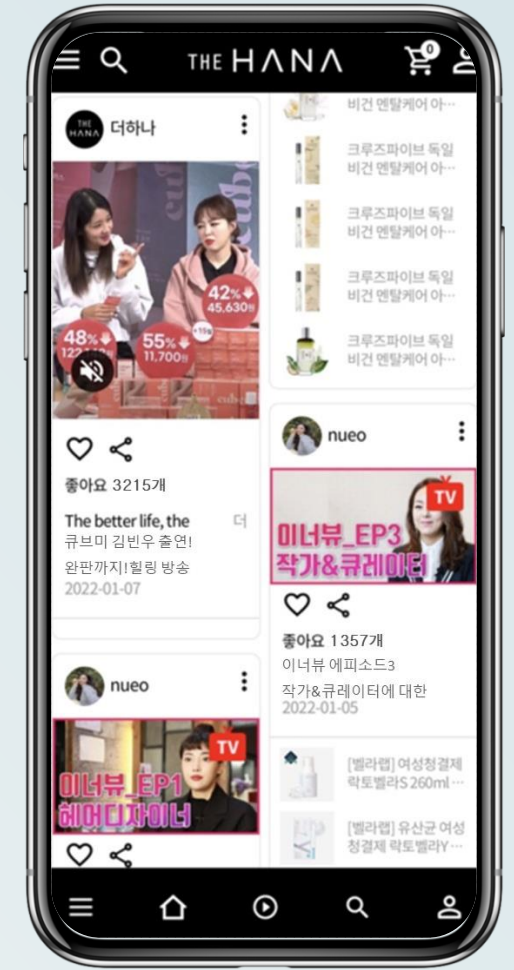 THE HANA
0
THE
HANA
더하나
cube
42%
45,630원
48%
55%
11,700원
좋아요 3215개
The better life, the
더
큐브미 김빈우 출연!
완판까지!힐링 방송
2022-01-07
nueo
TV
이너뷰_EP1
헤어디자이너
비건 멘탈케어 아…
크루즈파이브 독일
비건 멘탈케어 아…
크루즈파이브 독일
비건 멘탈케어 아…
크루즈파이브 독일
비건 멘탈케어 아…
크루즈파이브 독일
비건 멘탈케어 아…
nueo
TV
이너뷰_EP3
작가&큐레이터
좋아요 1357개
이너뷰 에피소드3
작가&큐레이터에 대한
2022-01-05
[벨라랩] 여성청결제
락토벨라S 260ml …
[벨라랩] 유산균 여성
청결제 락토벨라Y …